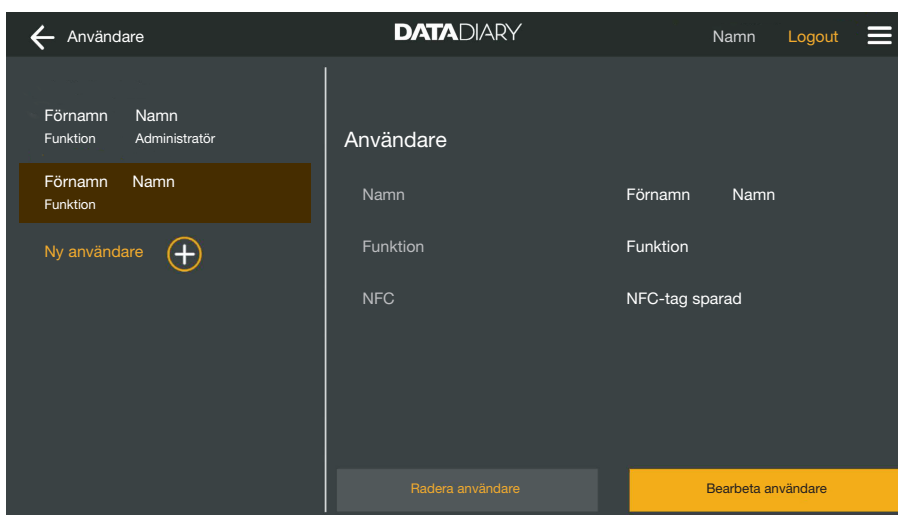 Användare
DATADIARY
Namn Logout
Förnamn Namn
Funktion Administratör
Förnamn Namn
Funktion
Ny användare
Användare
Namn Förnamn Namn
Funktion Funktion
NFC NFC-tag sparad
Radera användare Bearbeta användare